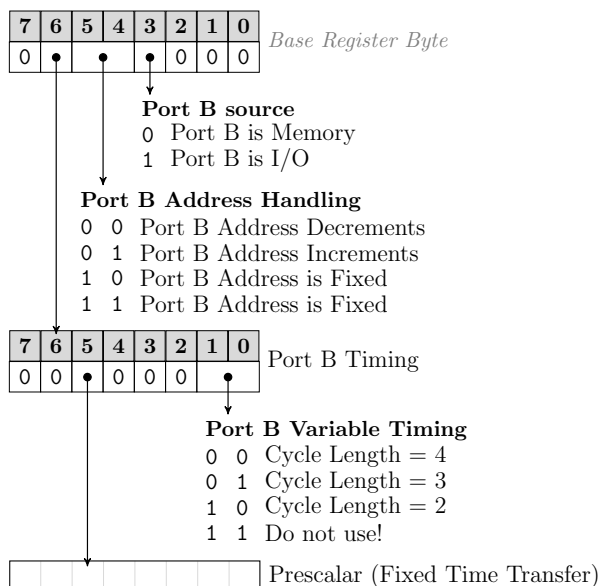 7 6 5 4 3 2 1 0
Base Register Byte
0 0 0 0
Port B source
0 Port B is Memory
1 Port B is I/O
Port B Address Handling
0 0 Port B Address Decrements
0 1 Port B Address Increments
1 0 Port B Address is Fixed
1 1 Port B Address is Fixed
7 6 5 4 3 2 1 0
Port B Timing
0 0 0 0 0
Port B Variable Timing
0 0 Cycle Length = 4
0 1 Cycle Length = 3
1 0 Cycle Length = 2
1 1 Do not use!
Prescalar (Fixed Time Transfer)